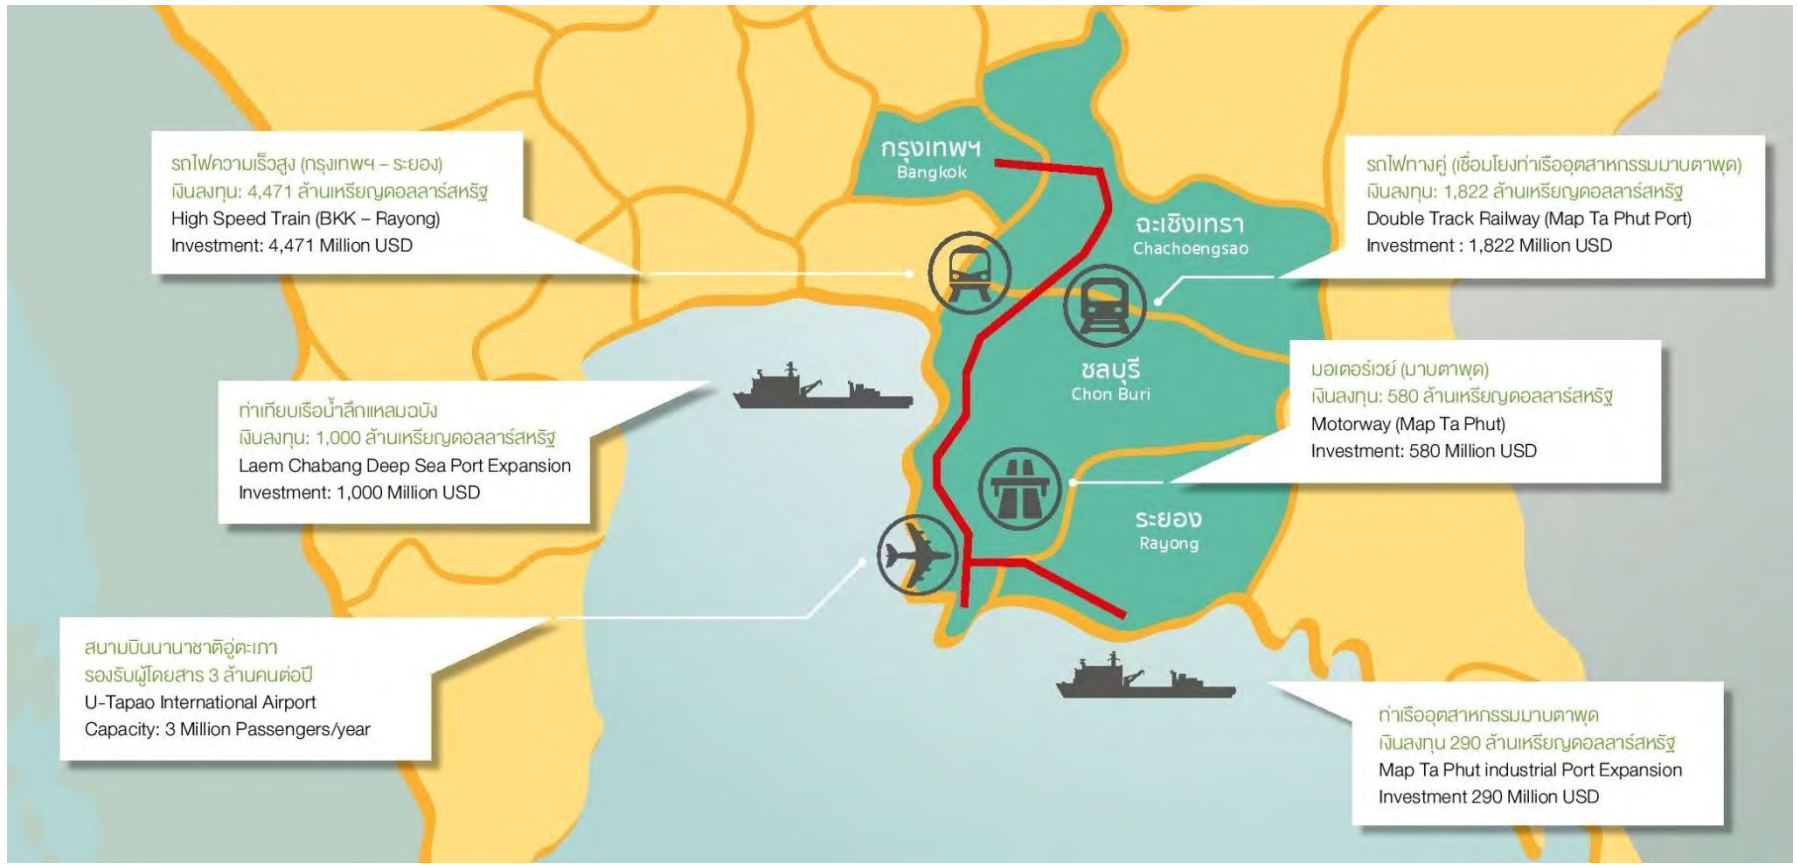 กรุงเทพฯ
Bangkok
ฉะเชิงเทรา
Chachoengsao
ชลบุรี
Chon Buri
ระยอง
Rayong
รถไฟความเร็วสูง (กรุงเทพฯ – ระยอง)
เงินลงทุน: 4,471 ล้านเหรียญดอลลาร์สหรัฐ
High Speed Train (BKK – Rayong)
Investment: 4,471 Million USD
รถไฟทางคู่ (เชื่อมโยงท่าเรืออุตสาหกรรมมาบตาพุด)
เงินลงทุน: 1,822 ล้านเหรียญดอลลาร์สหรัฐ
Double Track Railway (Map Ta Phut Port)
Investment : 1,822 Million USD
ท่าเทียบเรือน้ำลึกแหลมฉบัง
เงินลงทุน: 1,000 ล้านเหรียญดอลลาร์สหรัฐ
Laem Chabang Deep Sea Port Expansion
Investment: 1,000 Million USD
มอเตอร์เวย์ (มาบตาพุด)
เงินลงทุน: 580 ล้านเหรียญดอลลาร์สหรัฐ
Motorway (Map Ta Phut)
Investment: 580 Million USD
สนามบินนานาชาติอู่ตะเภา
รองรับผู้โดยสาร 3 ล้านคนต่อปี
U-Tapao International Airport
Capacity: 3 Million Passengers/year
ท่าเรืออุตสาหกรรมมาบตาพุด
เงินลงทุน 290 ล้านเหรียญดอลลาร์สหรัฐ
Map Ta Phut industrial Port Expansion
Investment 290 Million USD